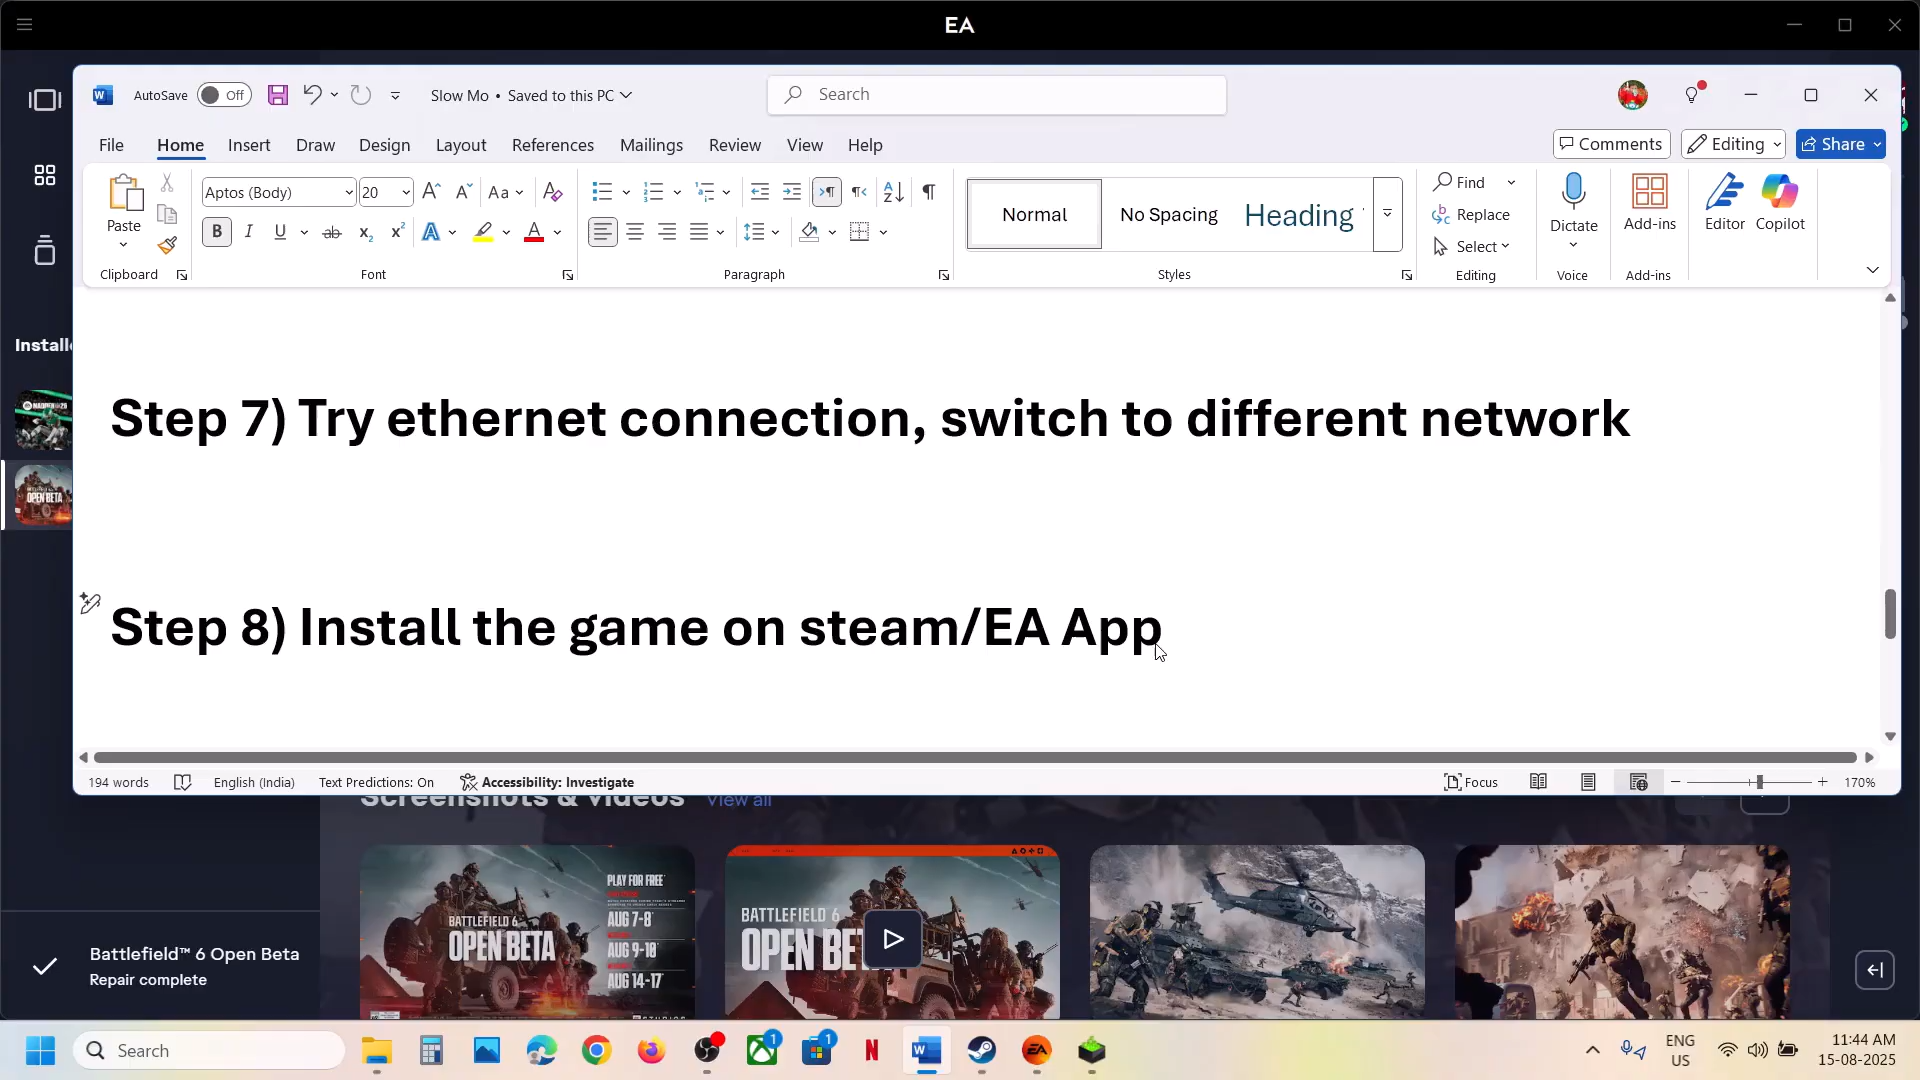 EA
AutoSave
Off
Slow Mo • Saved to this PC
Search
File
Home
Insert
Draw
Design
Layout
References
Mailings
Review
View
Help
Comments
Editing
Share
Paste
Clipboard
Aptos (Body)
20
Font
Paragraph
Normal
No Spacing
Heading
Styles
Find
Replace
Select
Editing
Dictate
Voice
Add-ins
Add-ins
Editor
Copilot
Installe
Step 7) Try ethernet connection, switch to different network
Step 8) Install the game on steam/EA App
194 words
English (India)
Text Predictions: On
Accessibility: Investigate
Focus
170%
Screenshots & Videos
View all
BATTLEFIELD 6
OPEN BETA
PLAY FOR FREE
AUG 7-8
AUG 9-10
AUG 14-17
BATTLEFIELD 6
Battlefield™ 6 Open Beta
Repair complete
Search
ENG
US
11:44 AM
15-08-2025